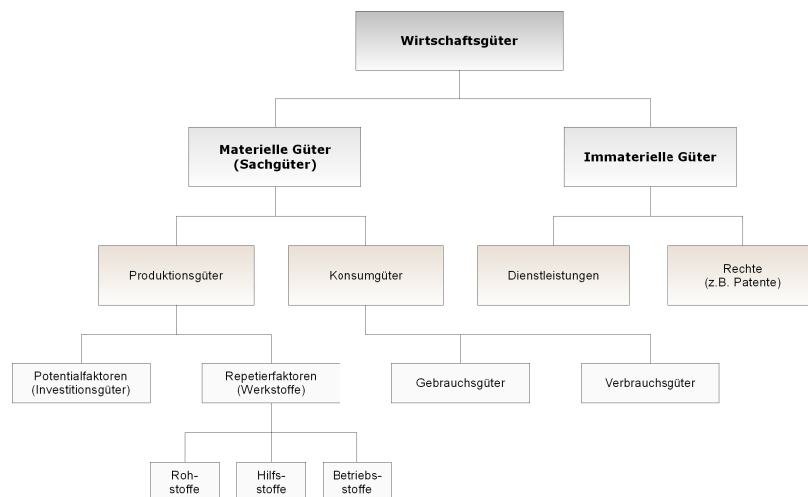 Wirtschaftsgüter
Materielle Güter
(Sachgüter)
Immaterielle Güter
Produktionsgüter
Konsumgüter
Dienstleistungen
Rechte
(z.B. Patente)
Potentialfaktoren
(Investitionsgüter)
Repetierfaktoren
(Werkstoffe)
Gebrauchsgüter
Verbrauchsgüter
Roh-
stoffe
Hilfs-
stoffe
Betriebs-
stoffe